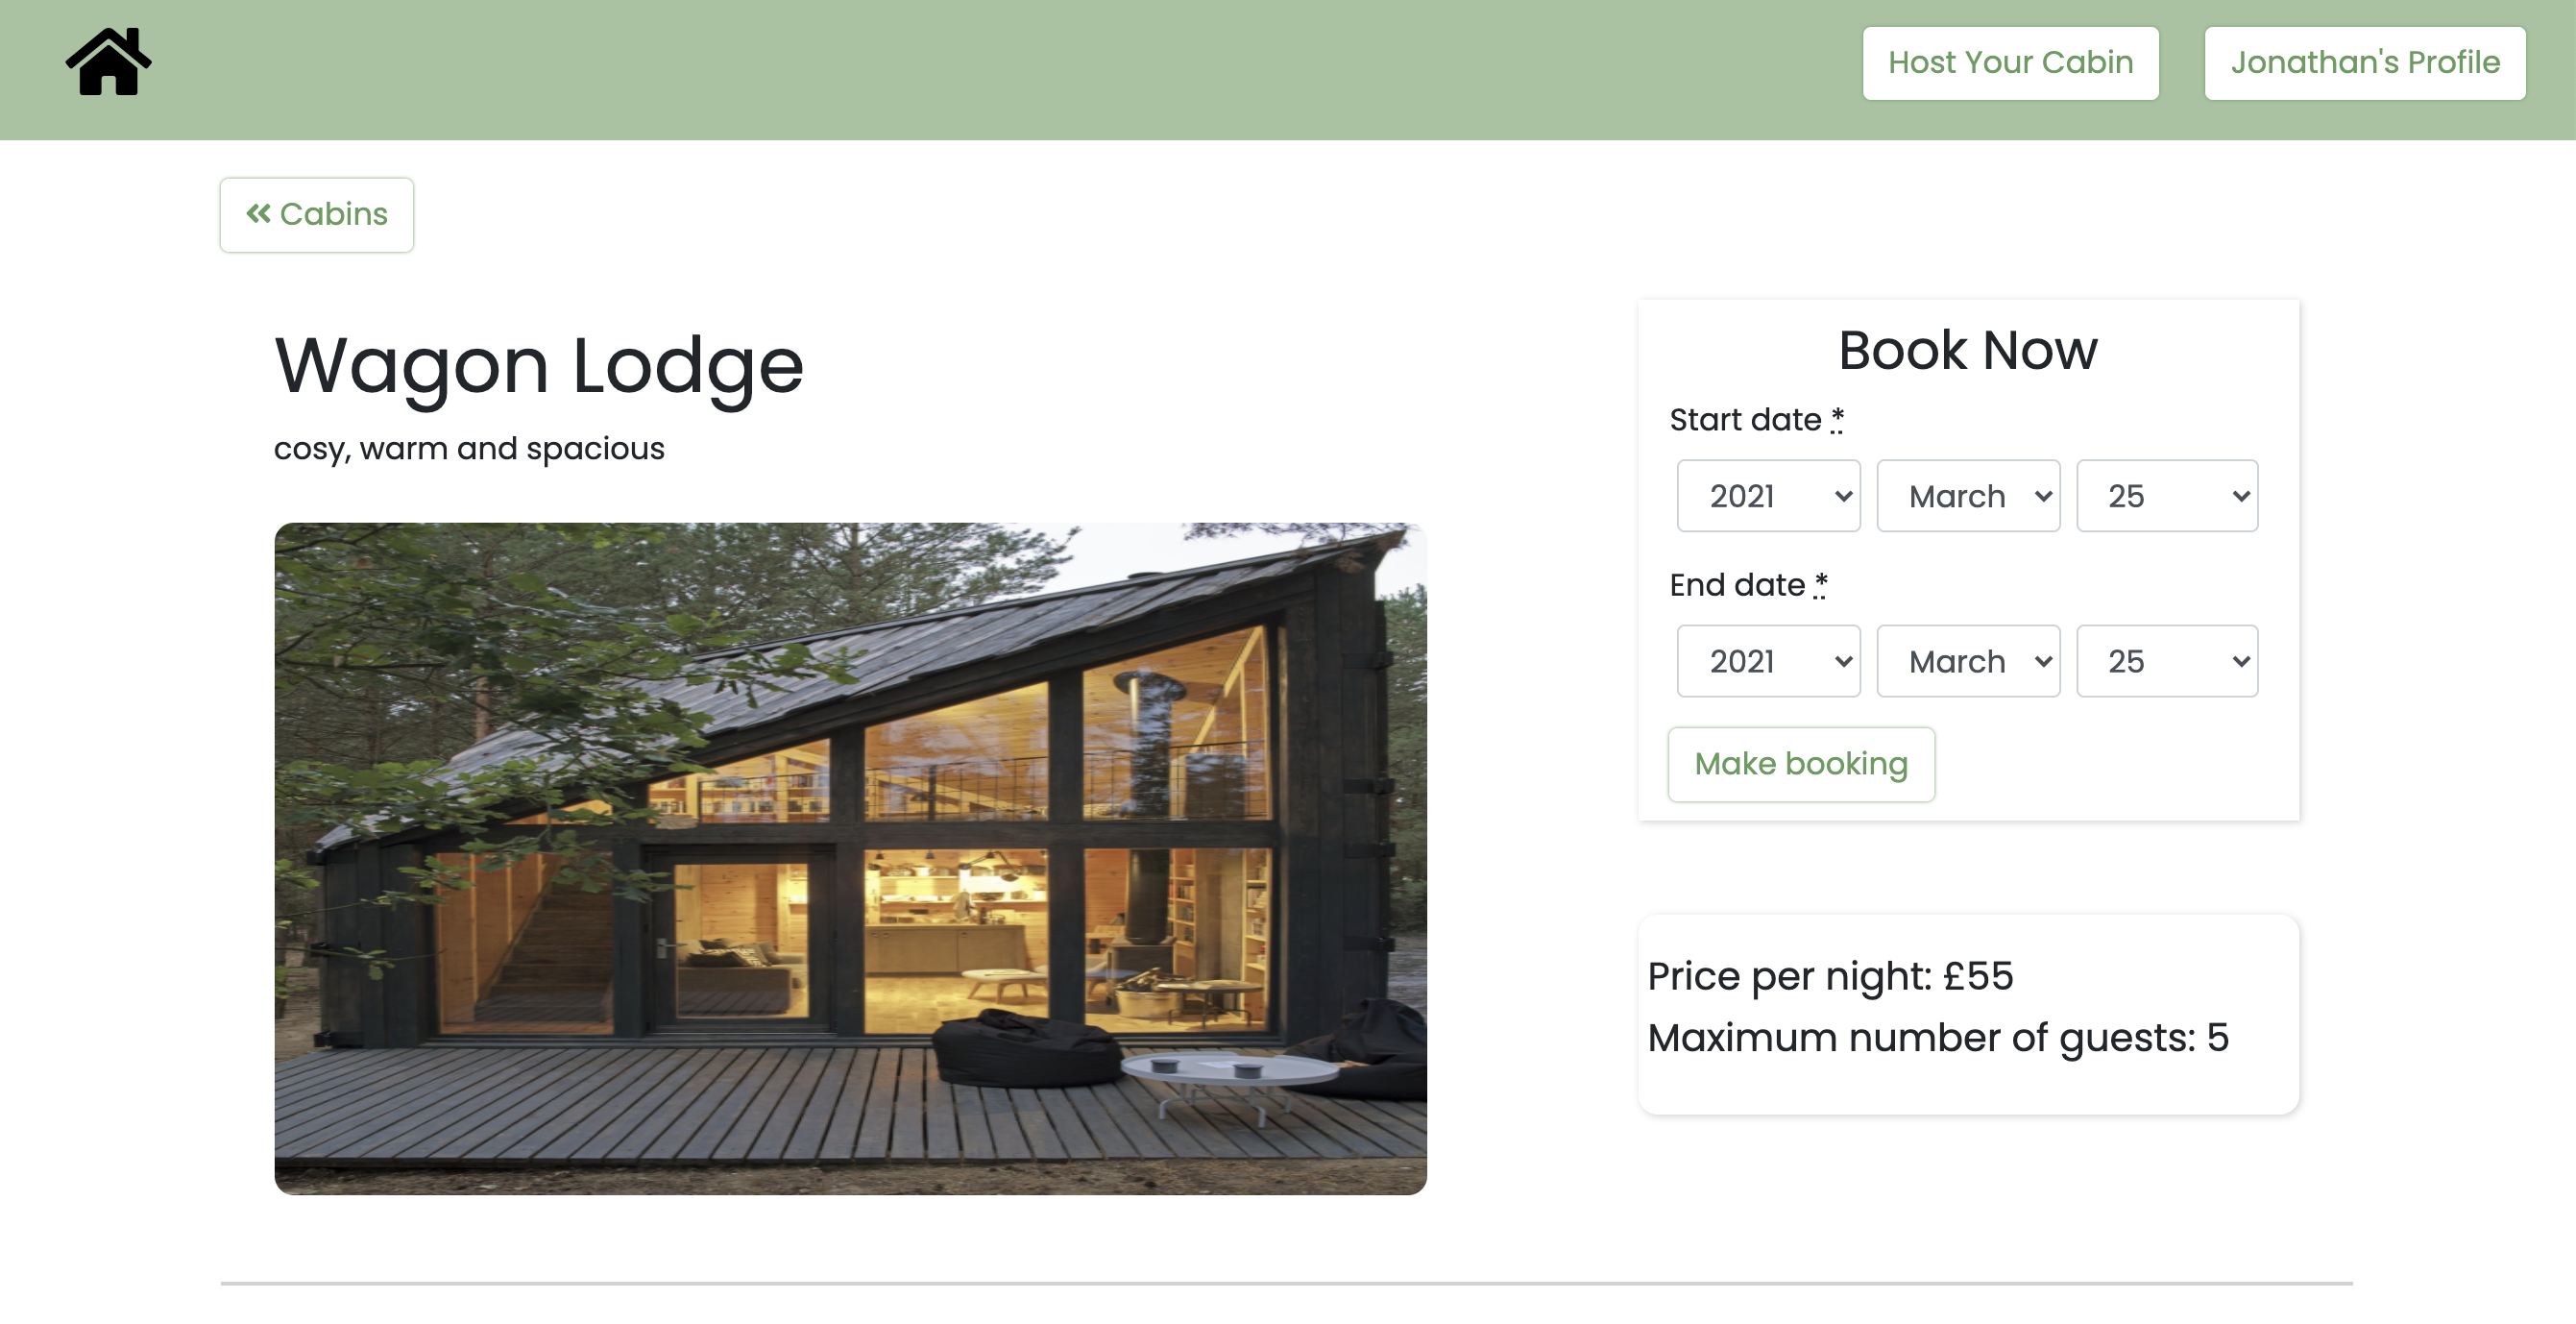 Host Your Cabin
Jonathan's Profile
Cabins
Wagon Lodge
cosy, warm and spacious
Book Now
Start date *
2021 March 25
End date *
2021 March 25
Make booking
Price per night: £55
Maximum number of guests: 5